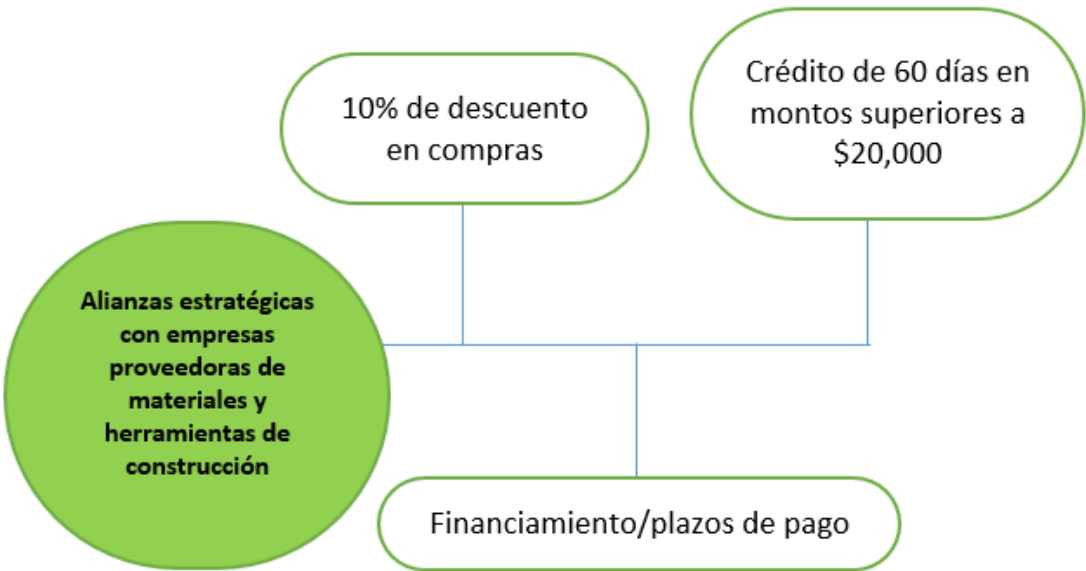 10% de descuento
en compras
Crédito de 60 días en
montos superiores a
$20,000
Alianzas estratégicas
con empresas
proveedoras de
materiales y
herramientas de
construcción
Financiamiento/plazos de pago